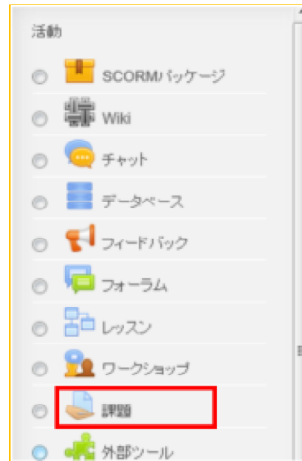 活動
SCORMパッケージ
Wiki
チャット
データベース
フィードバック
フォーラム
レッスン
ワークショップ
課題
外部ツール